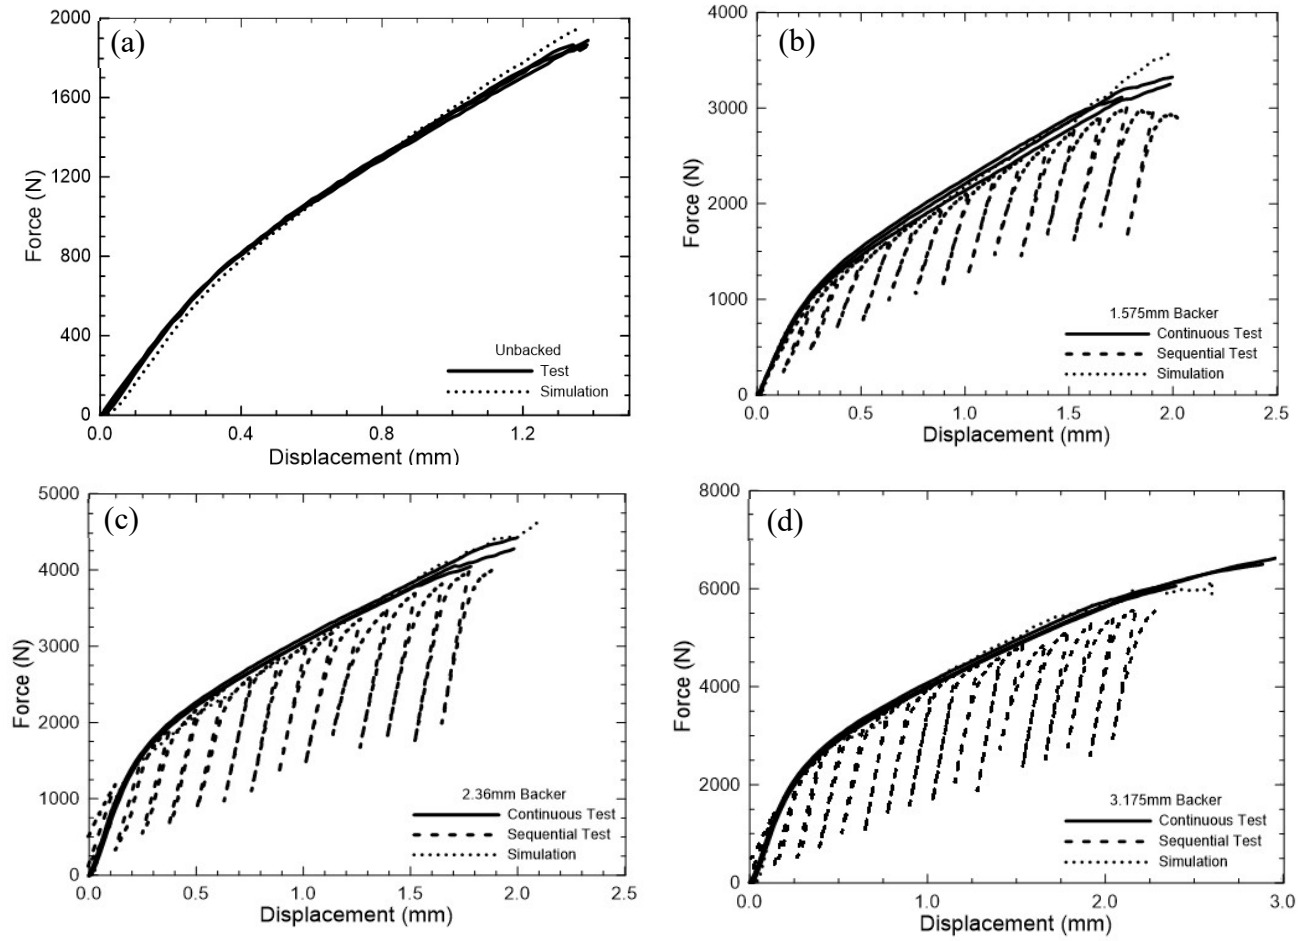 (a)
2000
1600
1200
800
400
0
Force (N)
Unbacked
Test
Simulation
0.0 0.4 0.8 1.2
Displacement (mm)
(b)
4000
3000
2000
1000
0
Force (N)
1.575mm Backer
Continuous Test
Sequential Test
Simulation
0.0 0.5 1.0 1.5 2.0 2.5
Displacement (mm)
(c)
5000
4000
3000
2000
1000
0
Force (N)
2.36mm Backer
Continuous Test
Sequential Test
Simulation
0.0 0.5 1.0 1.5 2.0 2.5
Displacement (mm)
(d)
8000
6000
4000
2000
0
Force (N)
3.175mm Backer
Continuous Test
Sequential Test
Simulation
0.0 1.0 2.0 3.0
Displacement (mm)